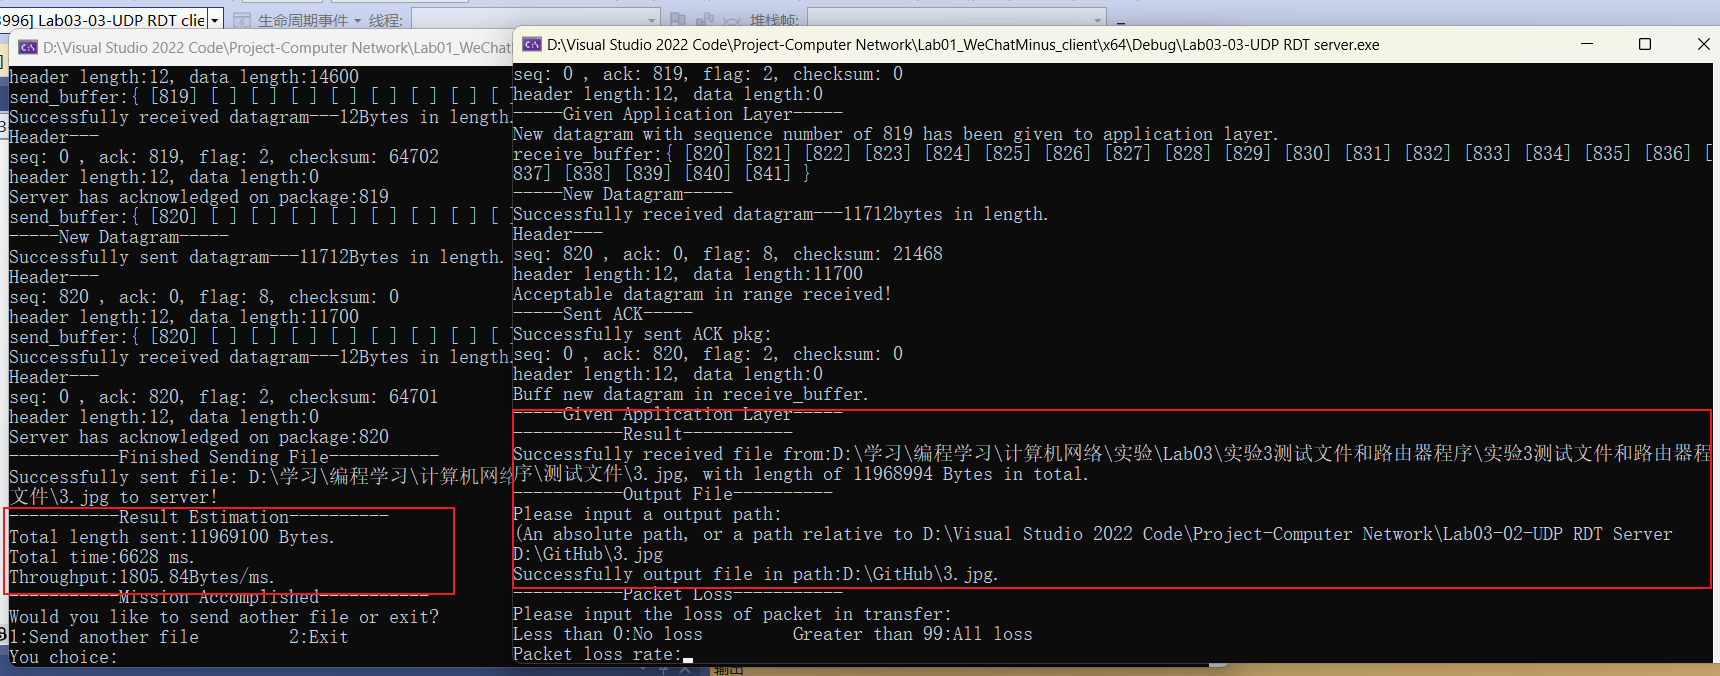 3996] Lab03-03-UDP RDT clie
生命周期事件
线程:
堆栈帧:
D:\Visual Studio 2022 Code\Project-Computer Network\Lab01_WeChat
header length:12, data length:14600
send_buffer:{ [819] [ ] [ ] [ ] [ ] [ ] [ ] [ ] [ ]
Successfully received datagram---12Bytes in length.
Header---
seq: 0 , ack: 819, flag: 2, checksum: 64702
header length:12, data length:0
Server has acknowledged on package:819
send_buffer:{ [820] [ ] [ ] [ ] [ ] [ ] [ ] [ ] [ ]
-----New Datagram-----
Successfully sent datagram---11712Bytes in length.
Header---
seq: 820 , ack: 0, flag: 8, checksum: 0
header length:12, data length:11700
send_buffer:{ [820] [ ] [ ] [ ] [ ] [ ] [ ] [ ] [ ]
Successfully received datagram---12Bytes in length.
Header---
seq: 0 , ack: 820, flag: 2, checksum: 64701
header length:12, data length:0
Server has acknowledged on package:820
-----------Finished Sending File-----------
Successfully sent file: D:\学习\编程学习\计算机网络
文件\3.jpg to server!
-----------Result Estimation----------
Total length sent:11969100 Bytes.
Total time:6628 ms.
Throughput:1805.84Bytes/ms.
-----------Mission Accomplished-----------
Would you like to send aother file or exit?
1:Send another file         2:Exit
You choice:
D:\Visual Studio 2022 Code\Project-Computer Network\Lab01_WeChatMinus_client\x64\Debug\Lab03-03-UDP RDT server.exe
seq: 0 , ack: 819, flag: 2, checksum: 0
header length:12, data length:0
-----Given Application Layer-----
New datagram with sequence number of 819 has been given to application layer.
receive_buffer:{ [820] [821] [822] [823] [824] [825] [826] [827] [828] [829] [830] [831] [832] [833] [834] [835] [836] [
837] [838] [839] [840] [841] }
-----New Datagram-----
Successfully received datagram---11712bytes in length.
Header---
seq: 820 , ack: 0, flag: 8, checksum: 21468
header length:12, data length:11700
Acceptable datagram in range received!
-----Sent ACK-----
Successfully sent ACK pkg:
seq: 0 , ack: 820, flag: 2, checksum: 0
header length:12, data length:0
Buff new datagram in receive_buffer.
-----Given Application Layer-----
-----------Result-----------
Successfully received file from:D:\学习\编程学习\计算机网络\实验\Lab03\实验3测试文件和路由器程序\实验3测试文件和路由器程
序\测试文件\3.jpg, with length of 11968994 Bytes in total.
-----------Output File----------
Please input a output path:
(An absolute path, or a path relative to D:\Visual Studio 2022 Code\Project-Computer Network\Lab03-02-UDP RDT Server
D:\GitHub\3.jpg
Successfully output file in path:D:\GitHub\3.jpg.
-----------Packet Loss-----------
Please input the loss of packet in transfer:
Less than 0:No loss         Greater than 99:All loss
Packet loss rate:
输出